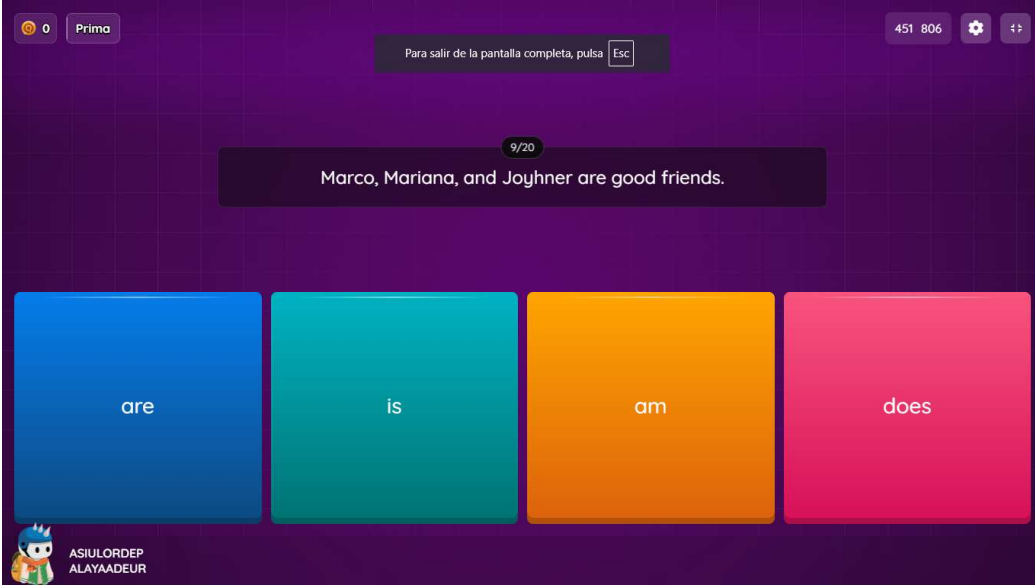 0 Prima
451 806
Para salir de la pantalla completa, pulsa Esc
9/20
Marco, Mariana, and Joyhner are good friends.
are
is
am
does
ASIULORDEP
ALAYAADEUR